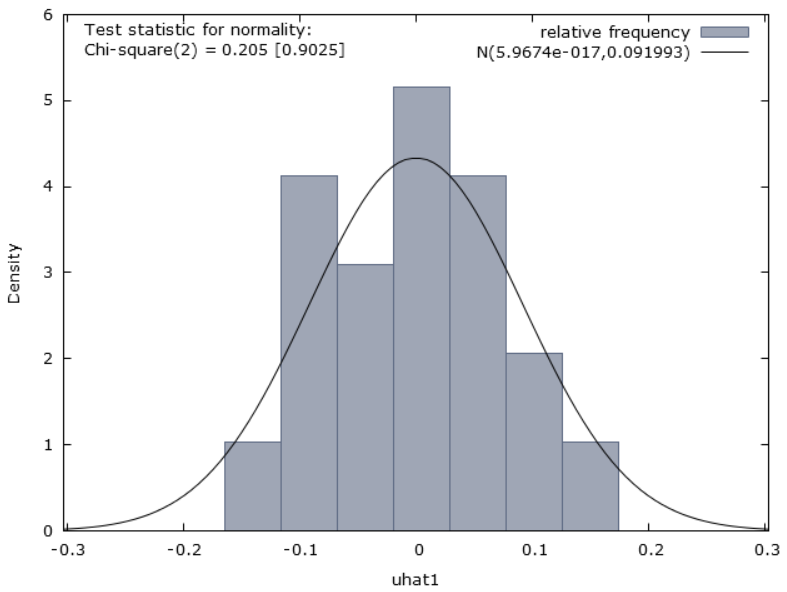 Test statistic for normality:
Chi-square(2) = 0.205 [0.9025]
relative frequency
N(5.9674e-017,0.091993)
6
5
4
3
2
1
0
Density
-0.3
-0.2
-0.1
0
0.1
0.2
0.3
uhat1